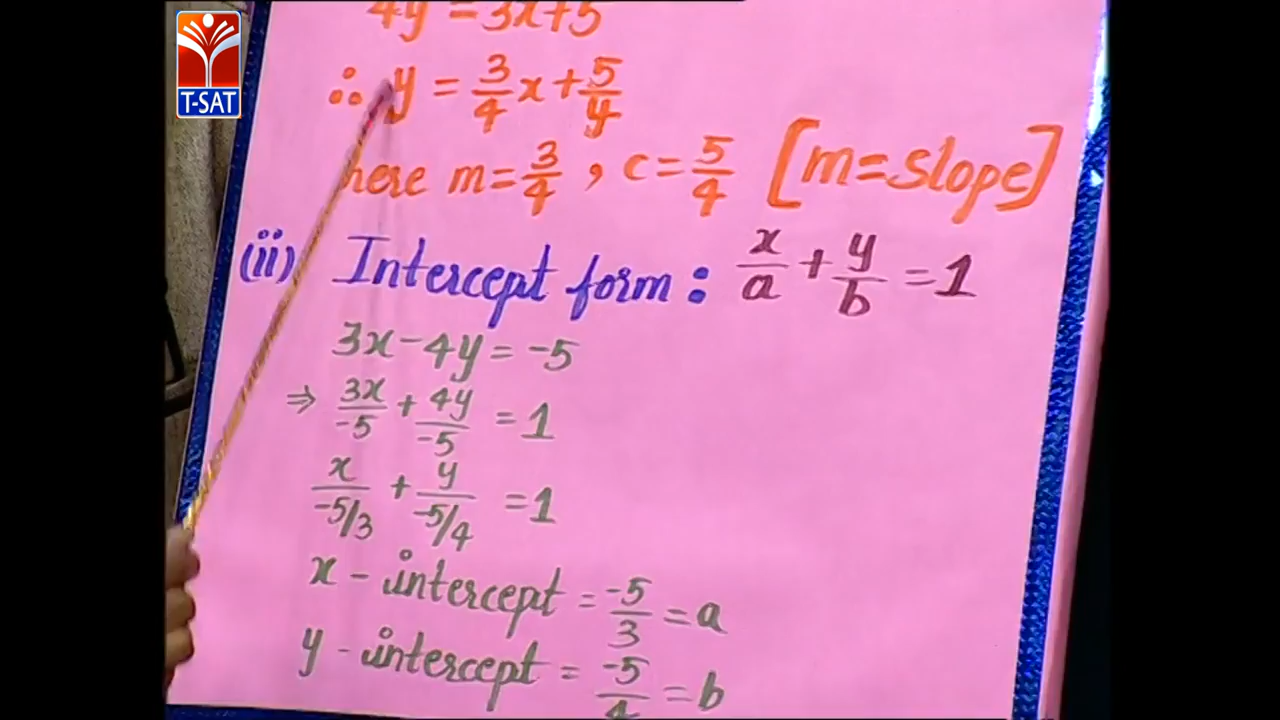 4y = 3x+5
T-SAT
∴ y = 3/4 x + 5/y
here m = 3/4 , c = 5/4 [m = slope]
(ii) Intercept form : x/a + y/b = 1
3x - 4y = -5
⇒ 3x/-5 + 4y/-5 = 1
x/-5/3 + y/-5/4 = 1
x - intercept = -5/3 = a
y - intercept = -5/4 = b